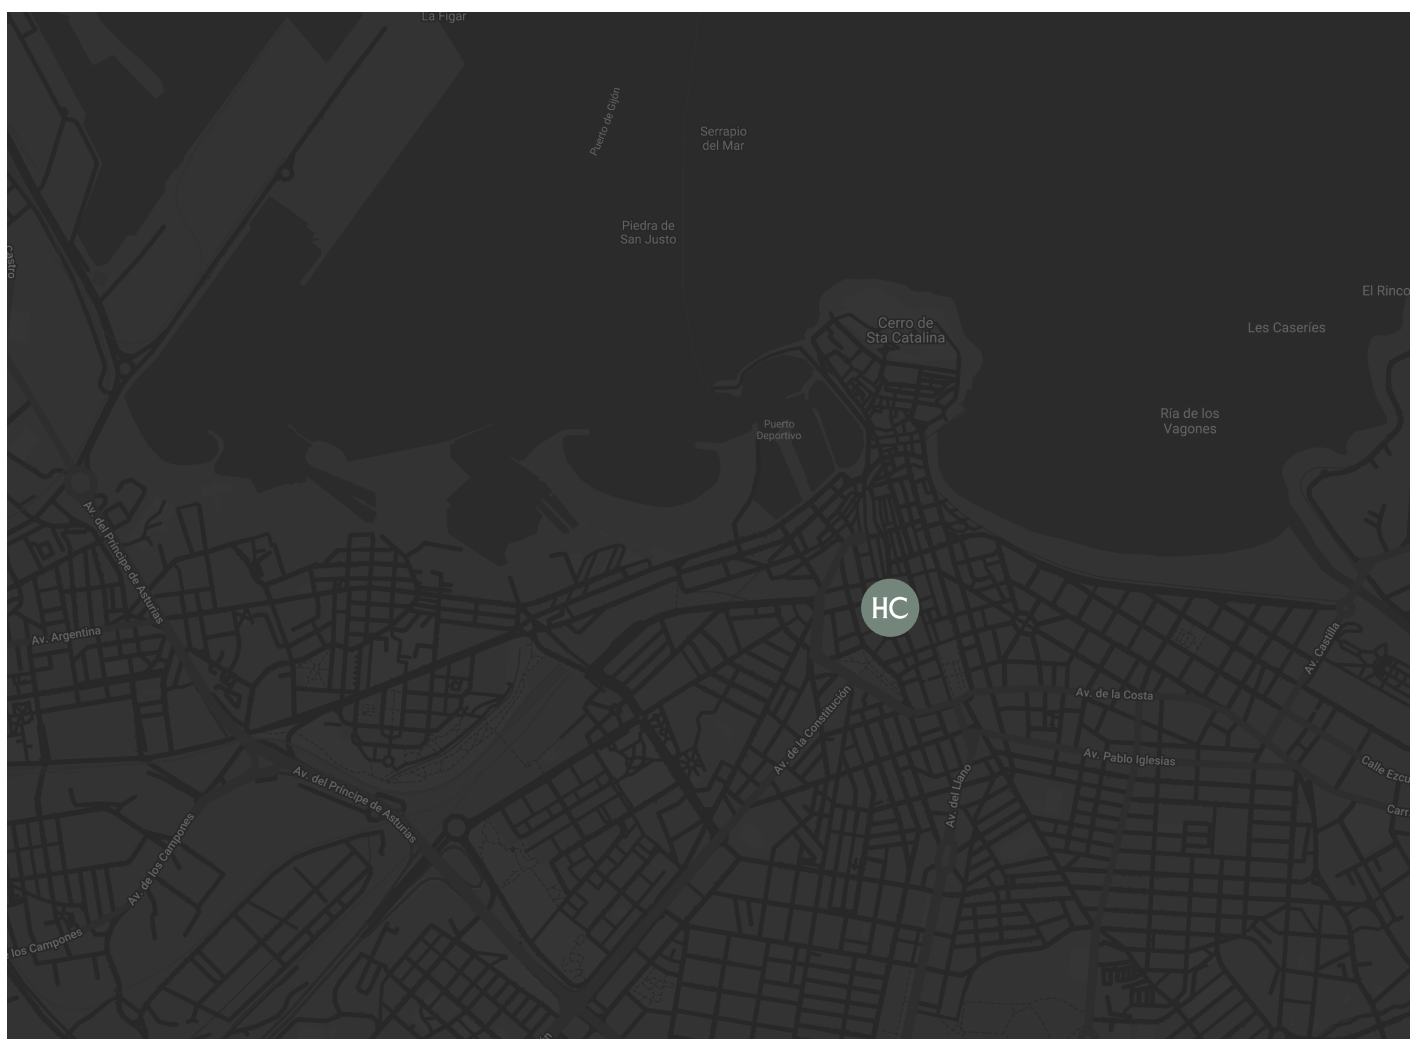 La Figar
Puerto de Gijón
Serrapio
del Mar
Piedra de
San Justo
Castro
El Rinco
Cerro de
Sta Catalina
Les Caseríes
Ría de los
Vagones
Puerto
Deportivo
Av. del Príncipe de Asturias
HC
Av. Argentina
Av. Castilla
Av. de la Costa
Av. de la Constitución
Av. Pablo Iglesias
Calle Ezcu
Av. del Príncipe de Asturias
Av. del Llano
Carr
Av. de los Campones
los Campones